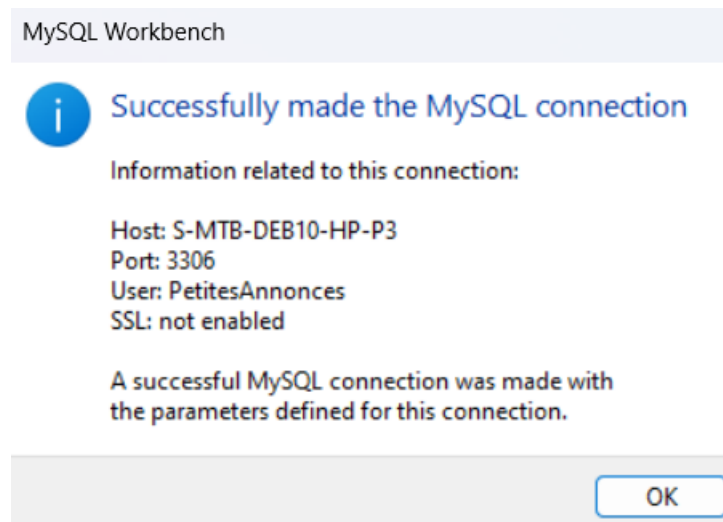 MySQL Workbench
Successfully made the MySQL connection
Information related to this connection:
Host: S-MTB-DEB10-HP-P3
Port: 3306
User: PetitesAnnonces
SSL: not enabled
A successful MySQL connection was made with
the parameters defined for this connection.
OK